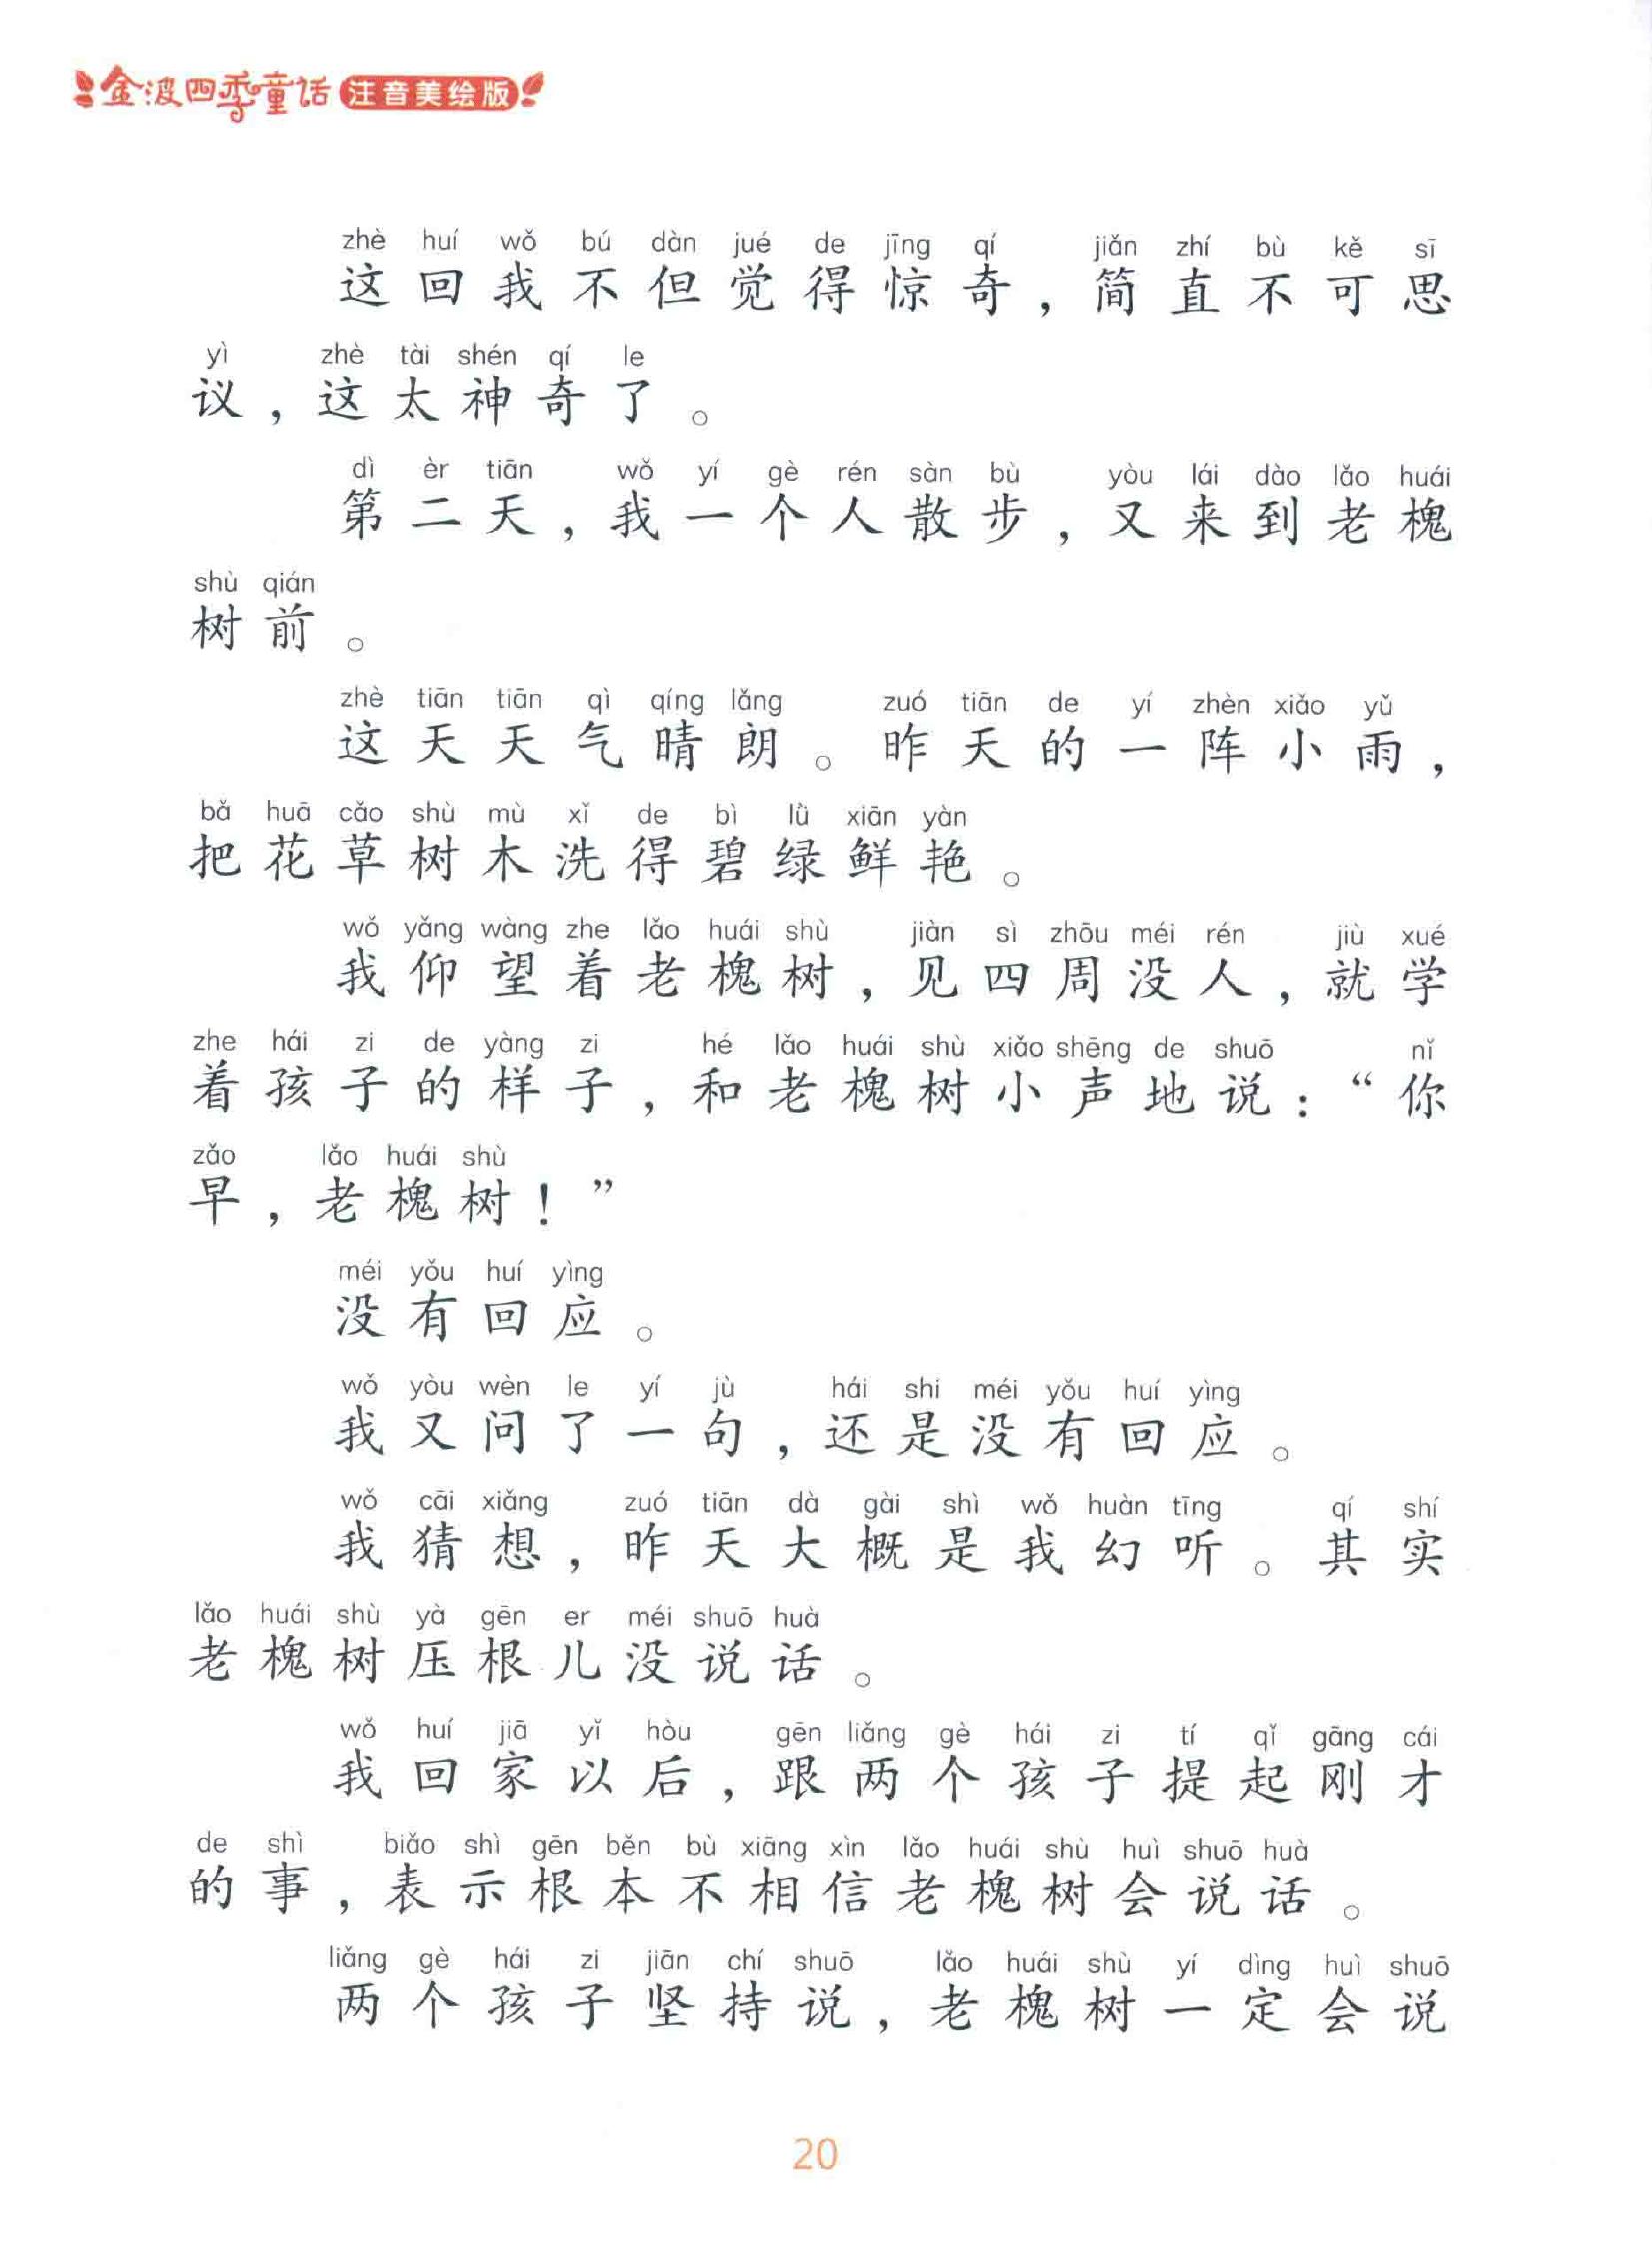 金波四季童话 注音美绘版
zhè huí wǒ bú dàn jué de jīng qí jiǎn zhí bù kě sī
这回我不但觉得惊奇，简直不可思
yì zhè tài shén qí le
议，这太神奇了。
dì èr tiān wǒ yí gè rén sàn bù yòu lái dào lǎo huái
第二天，我一个人散步，又来到老槐
shù qián
树前。
zhè tiān tiān qì qíng lǎng zuó tiān de yí zhèn xiǎo yǔ
这天天气晴朗。昨天的一阵小雨，
bǎ huā cǎo shù mù xǐ de bì lǜ xiān yàn
把花草树木洗得碧绿鲜艳。
wǒ yǎng wàng zhe lǎo huái shù jiàn sì zhōu méi rén jiù xué
我仰望着老槐树，见四周没人，就学
zhe hái zi de yàng zi hé lǎo huái shù xiǎo shēng de shuō nǐ
着孩子的样子，和老槐树小声地说：“你
zǎo lǎo huái shù
早，老槐树！”
méi yǒu huí yìng
没有回应。
wǒ yòu wèn le yí jù hái shi méi yǒu huí yìng
我又问了一句，还是没有回应。
wǒ cāi xiǎng zuó tiān dà gài shì wǒ huàn tīng qí shí
我猜想，昨天大概是我幻听。其实
lǎo huái shù yà gēn er méi shuō huà
老槐树压根儿没说话。
wǒ huí jiā yǐ hòu gēn liǎng gè hái zi tí qǐ gāng cái
我回家以后，跟两个孩子提起刚才
de shì biǎo shì gēn běn bù xiāng xìn lǎo huái shù huì shuō huà
的事，表示根本不相信老槐树会说话。
liǎng gè hái zi jiān chí shuō lǎo huái shù yí dìng huì shuō
两个孩子坚持说，老槐树一定会说
20